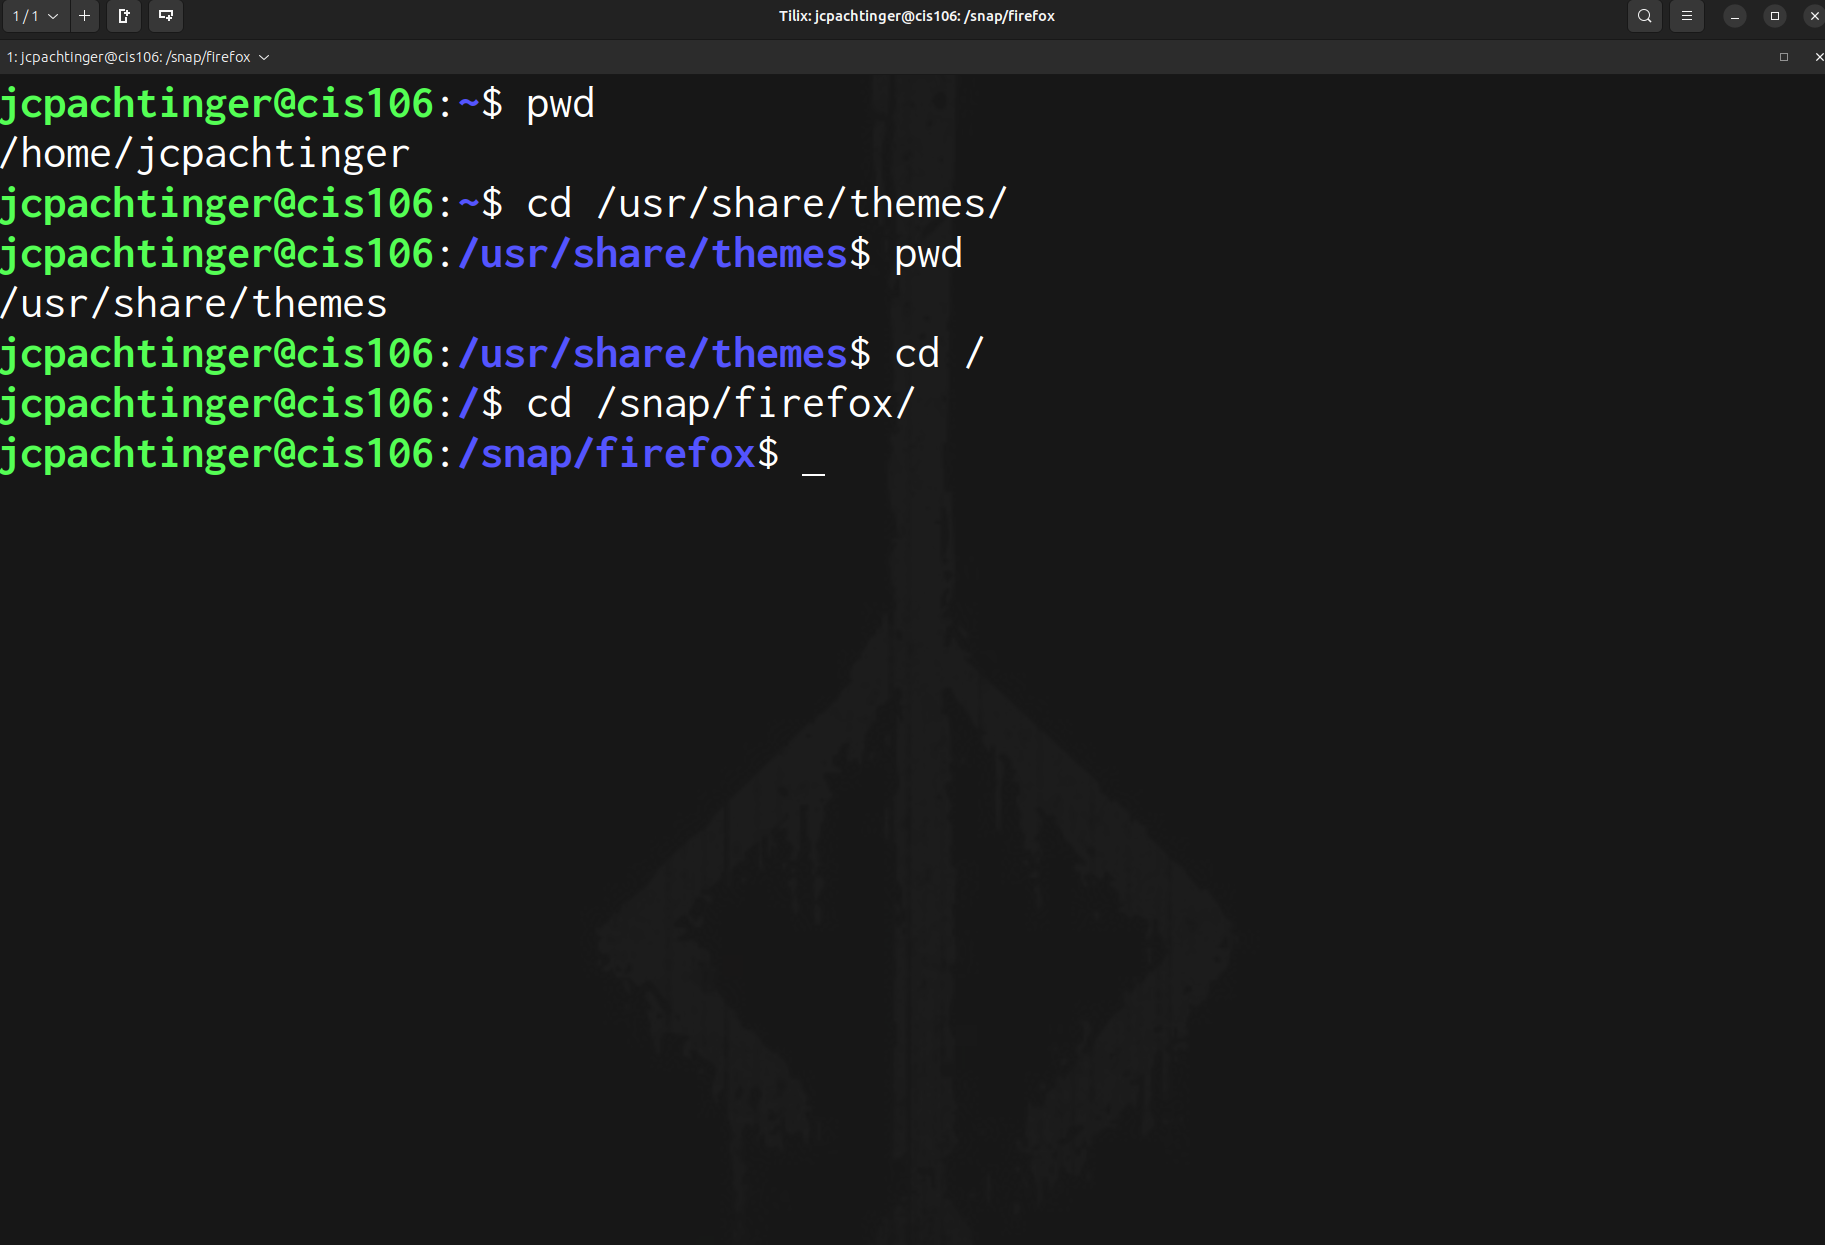 1 / 1
Tilix: jcpachtinger@cis106: /snap/firefox
1: jcpachtinger@cis106: /snap/firefox
jcpachtinger@cis106:~$ pwd
/home/jcpachtinger
jcpachtinger@cis106:~$ cd /usr/share/themes/
jcpachtinger@cis106:/usr/share/themes$ pwd
/usr/share/themes
jcpachtinger@cis106:/usr/share/themes$ cd /
jcpachtinger@cis106:/$ cd /snap/firefox/
jcpachtinger@cis106:/snap/firefox$ _